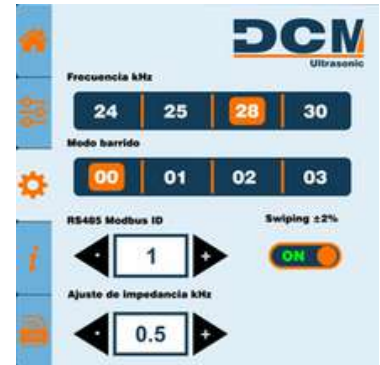 DCM
Ultrasonic
Frecuencia kHz
24 25 28 30
Modo barrido
00 01 02 03
RS485 Modbus ID
Swiping ±2%
- 1 +
ON
Ajuste de impedancia kHz
- 0.5 +